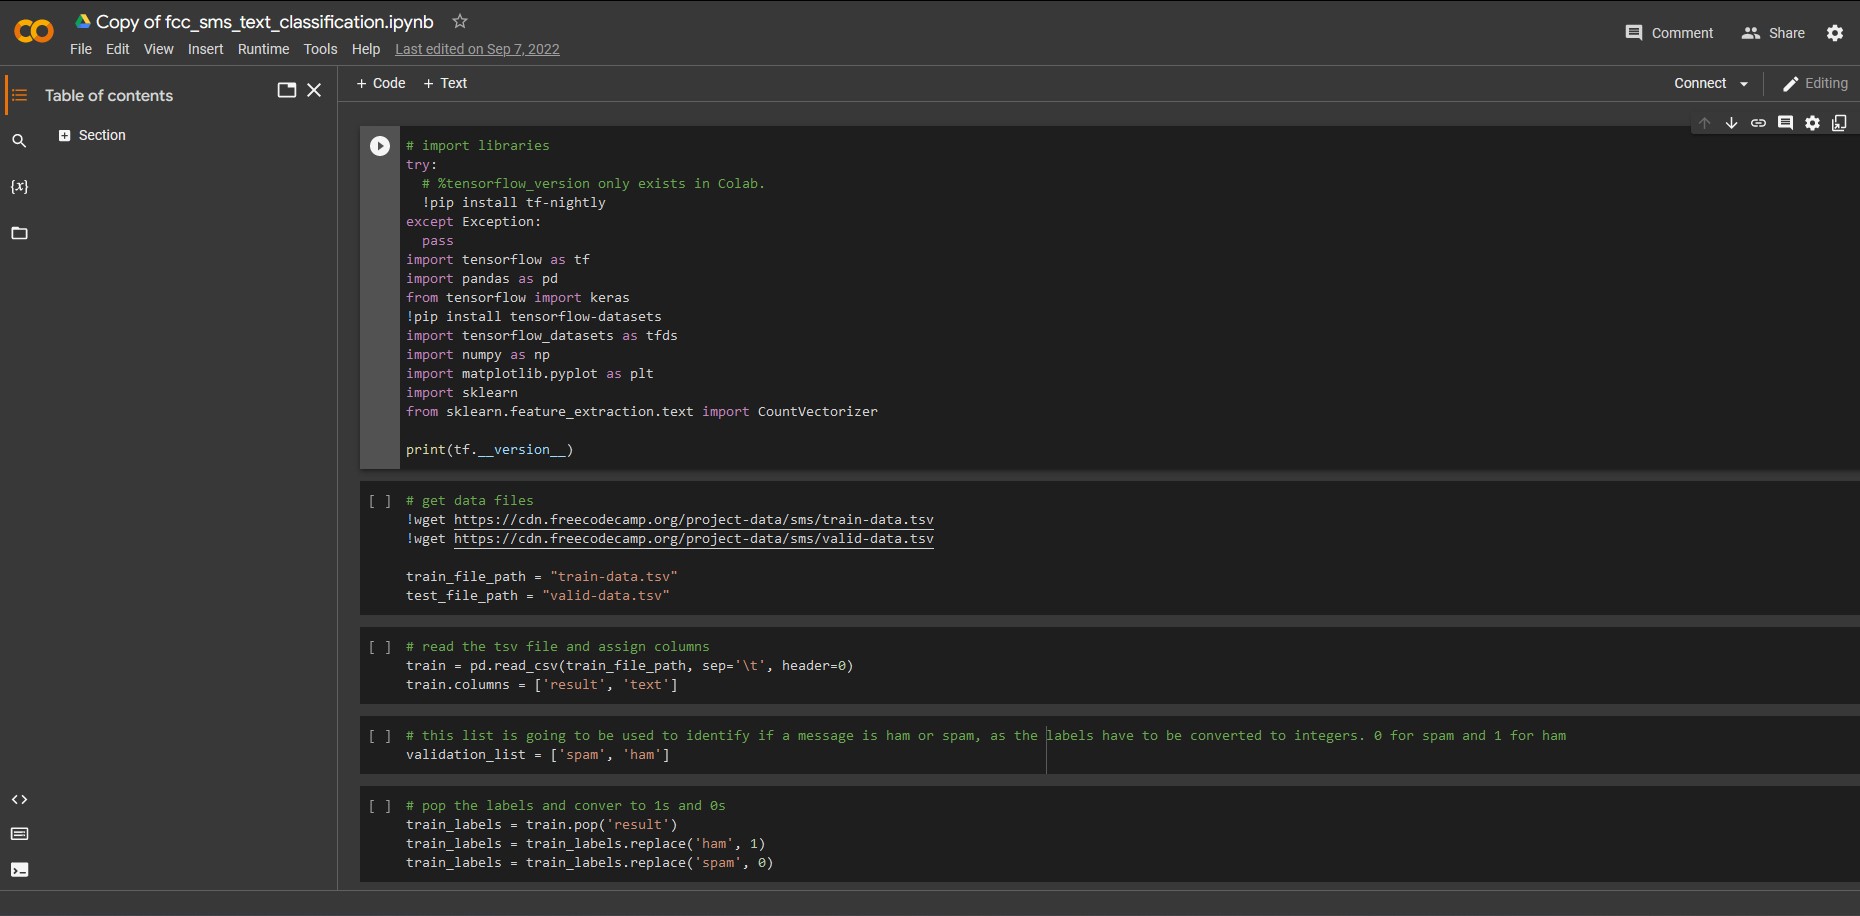 Copy of fcc_sms_text_classification.ipynb
File Edit View Insert Runtime Tools Help Last edited on Sep 7, 2022
Comment Share
Table of contents
Section
+ Code + Text
Connect Editing
# import libraries
try:
  # %tensorflow_version only exists in Colab.
  !pip install tf-nightly
except Exception:
  pass
import tensorflow as tf
import pandas as pd
from tensorflow import keras
!pip install tensorflow-datasets
import tensorflow_datasets as tfds
import numpy as np
import matplotlib.pyplot as plt
import sklearn
from sklearn.feature_extraction.text import CountVectorizer
print(tf.__version__)
[ ] # get data files
!wget https://cdn.freecodecamp.org/project-data/sms/train-data.tsv
!wget https://cdn.freecodecamp.org/project-data/sms/valid-data.tsv
train_file_path = "train-data.tsv"
test_file_path = "valid-data.tsv"
[ ] # read the tsv file and assign columns
train = pd.read_csv(train_file_path, sep='\t', header=0)
train.columns = ['result', 'text']
[ ] # this list is going to be used to identify if a message is ham or spam, as the labels have to be converted to integers. 0 for spam and 1 for ham
validation_list = ['spam', 'ham']
[ ] # pop the labels and conver to 1s and 0s
train_labels = train.pop('result')
train_labels = train_labels.replace('ham', 1)
train_labels = train_labels.replace('spam', 0)